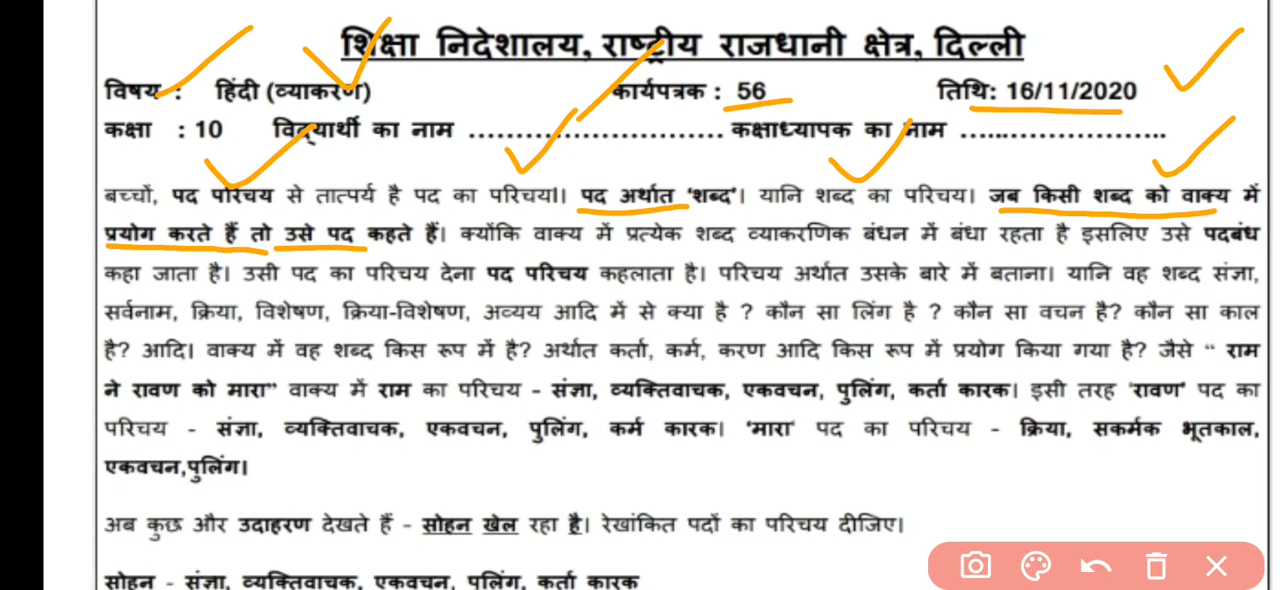 शिक्षा निदेशालय, राष्ट्रीय राजधानी क्षेत्र, दिल्ली
विषय : हिंदी (व्याकरण) कार्यपत्रक : 56 तिथि: 16/11/2020
कक्षा : 10 विद्यार्थी का नाम ........................... कक्षाध्यापक का नाम ......................
बच्चों, पद परिचय से तात्पर्य है पद का परिचय।। पद अर्थात 'शब्द'। यानि शब्द का परिचय। जब किसी शब्द को वाक्य में
प्रयोग करते हैं तो उसे पद कहते हैं। क्योंकि वाक्य में प्रत्येक शब्द व्याकरणिक बंधन में बंधा रहता है इसलिए उसे पदबंध
कहा जाता है। उसी पद का परिचय देना पद परिचय कहलाता है। परिचय अर्थात उसके बारे में बताना। यानि वह शब्द संज्ञा,
सर्वनाम, क्रिया, विशेषण, क्रिया-विशेषण, अव्यय आदि में से क्या है ? कौन सा लिंग है ? कौन सा वचन है? कौन सा काल
है? आदि। वाक्य में वह शब्द किस रूप में है? अर्थात कर्ता, कर्म, करण आदि किस रूप में प्रयोग किया गया है? जैसे “ राम
ने रावण को मारा” वाक्य में राम का परिचय - संज्ञा, व्यक्तिवाचक, एकवचन, पुलिंग, कर्ता कारक। इसी तरह 'रावण' पद का
परिचय - संज्ञा, व्यक्तिवाचक, एकवचन, पुलिंग, कर्म कारक। 'मारा' पद का परिचय - क्रिया, सकर्मक भूतकाल,
एकवचन,पुलिंग।
अब कुछ और उदाहरण देखते हैं - सोहन खेल रहा है। रेखांकित पदों का परिचय दीजिए।
सोहन - संज्ञा, व्यक्तिवाचक, एकवचन, पुलिंग, कर्ता कारक